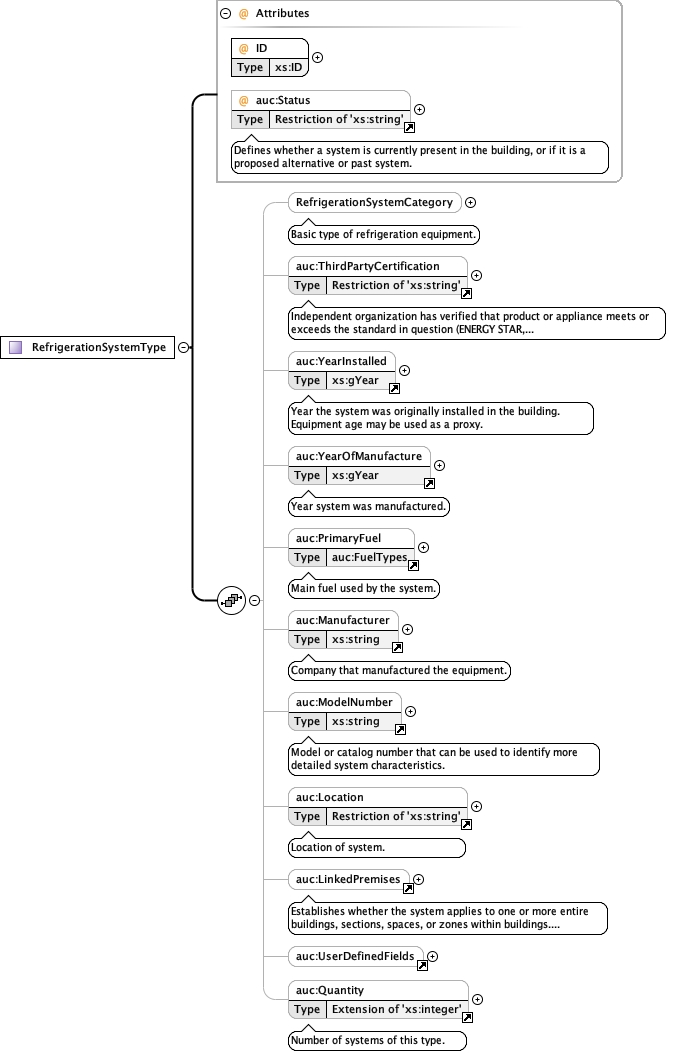 @ Attributes
@ ID
Type xs:ID
@ auc:Status
Type Restriction of 'xs:string'
Defines whether a system is currently present in the building, or if it is a
proposed alternative or past system.
RefrigerationSystemCategory
Basic type of refrigeration equipment.
auc:ThirdPartyCertification
Type Restriction of 'xs:string'
Independent organization has verified that product or appliance meets or
exceeds the standard in question (ENERGY STAR,...
RefrigerationSystemType
auc:YearInstalled
Type xs:gYear
Year the system was originally installed in the building.
Equipment age may be used as a proxy.
auc:YearOfManufacture
Type xs:gYear
Year system was manufactured.
auc:PrimaryFuel
Type auc:FuelTypes
Main fuel used by the system.
auc:Manufacturer
Type xs:string
Company that manufactured the equipment.
auc:ModelNumber
Type xs:string
Model or catalog number that can be used to identify more
detailed system characteristics.
auc:Location
Type Restriction of 'xs:string'
Location of system.
auc:LinkedPremises
Establishes whether the system applies to one or more entire
buildings, sections, spaces, or zones within buildings....
auc:UserDefinedFields
auc:Quantity
Type Extension of 'xs:integer'
Number of systems of this type.